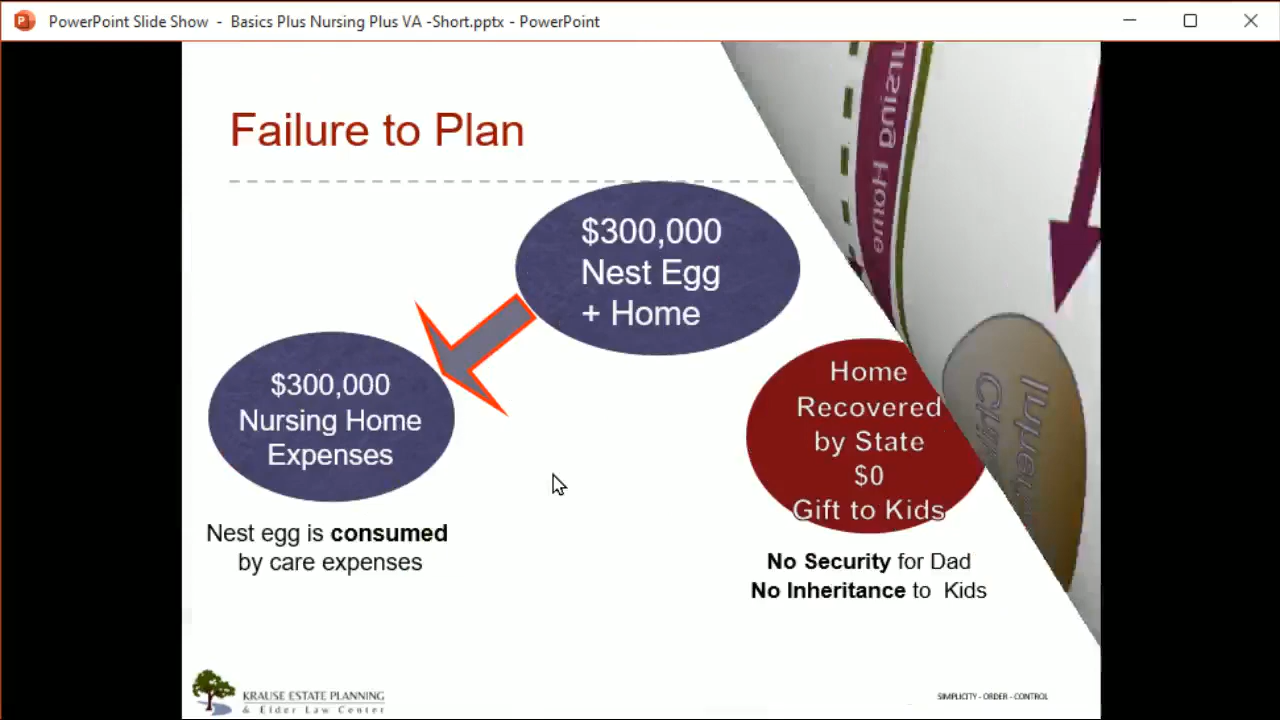 PowerPoint Slide Show - Basics Plus Nursing Plus VA -Short.pptx - PowerPoint
Failure to Plan
$300,000
Nest Egg
+ Home
$300,000
Nursing Home
Expenses
Nest egg is consumed
by care expenses
Home
Recovered
by State
$0
Gift to Kids
No Security for Dad
No Inheritance to Kids
ursing Home
KRAUSE ESTATE PLANNING
& Elder Law Center
SIMPLICITY - ORDER - CONTROL